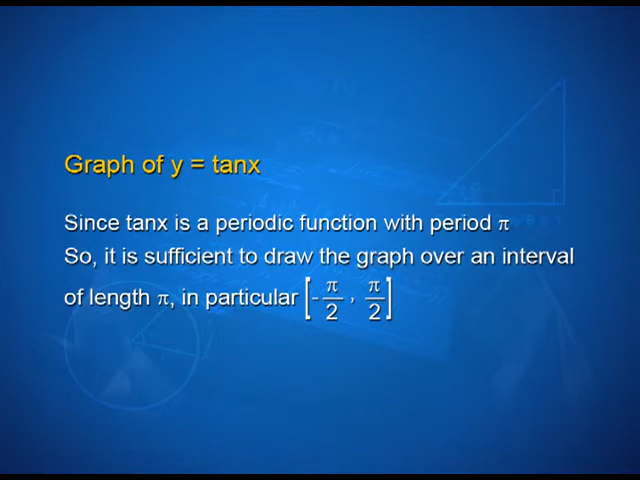 Graph of y = tanx
Since tanx is a periodic function with period π
So, it is sufficient to draw the graph over an interval
of length π, in particular [-π/2 , π/2]